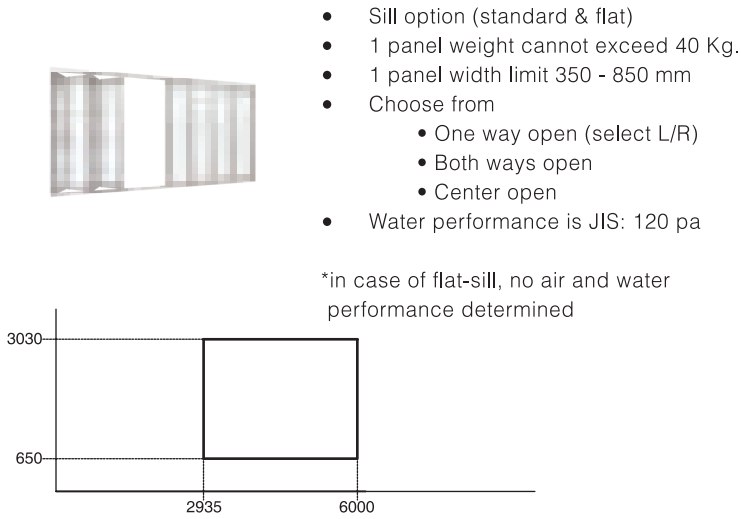 • Sill option (standard & flat)
• 1 panel weight cannot exceed 40 Kg.
• 1 panel width limit 350 - 850 mm
• Choose from
• One way open (select L/R)
• Both ways open
• Center open
• Water performance is JIS: 120 pa
*in case of flat-sill, no air and water
performance determined
3030
650
2935
6000